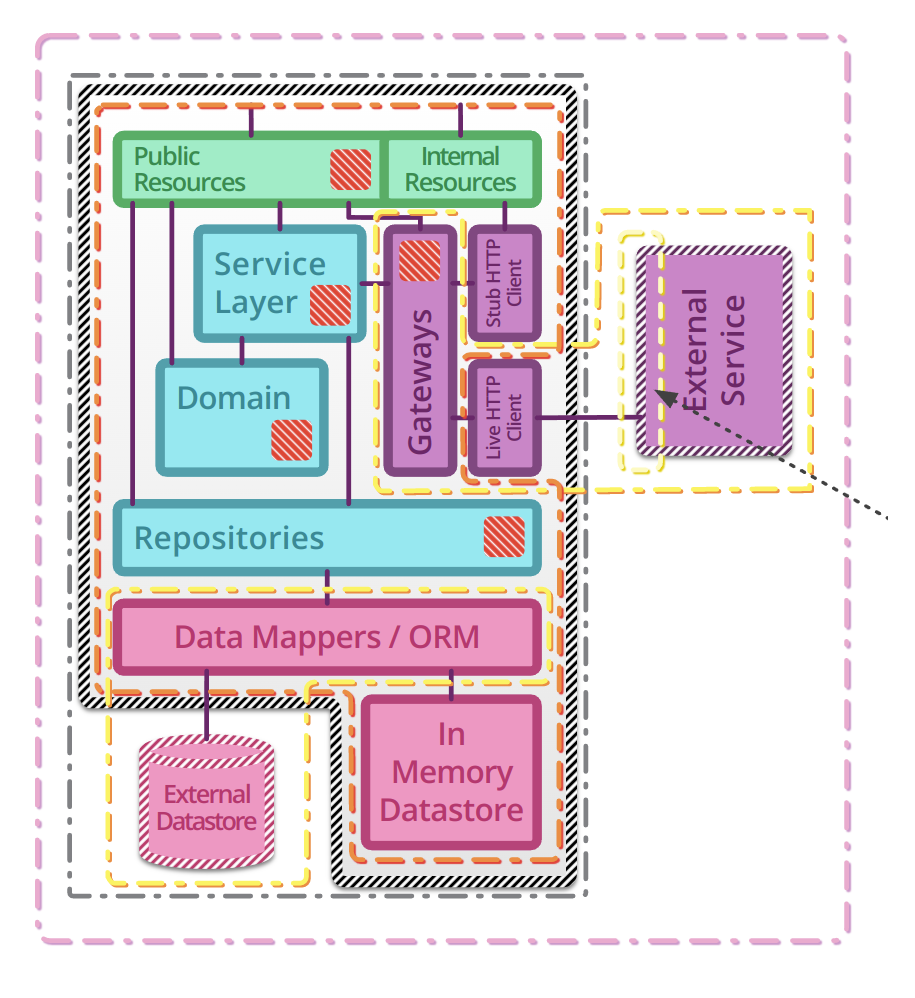 Public
Resources
Internal
Resources
Service
Layer
Gateways
Stub HTTP
Client
External
Service
Domain
Live HTTP
Client
Repositories
Data Mappers / ORM
In
Memory
Datastore
External
Datastore